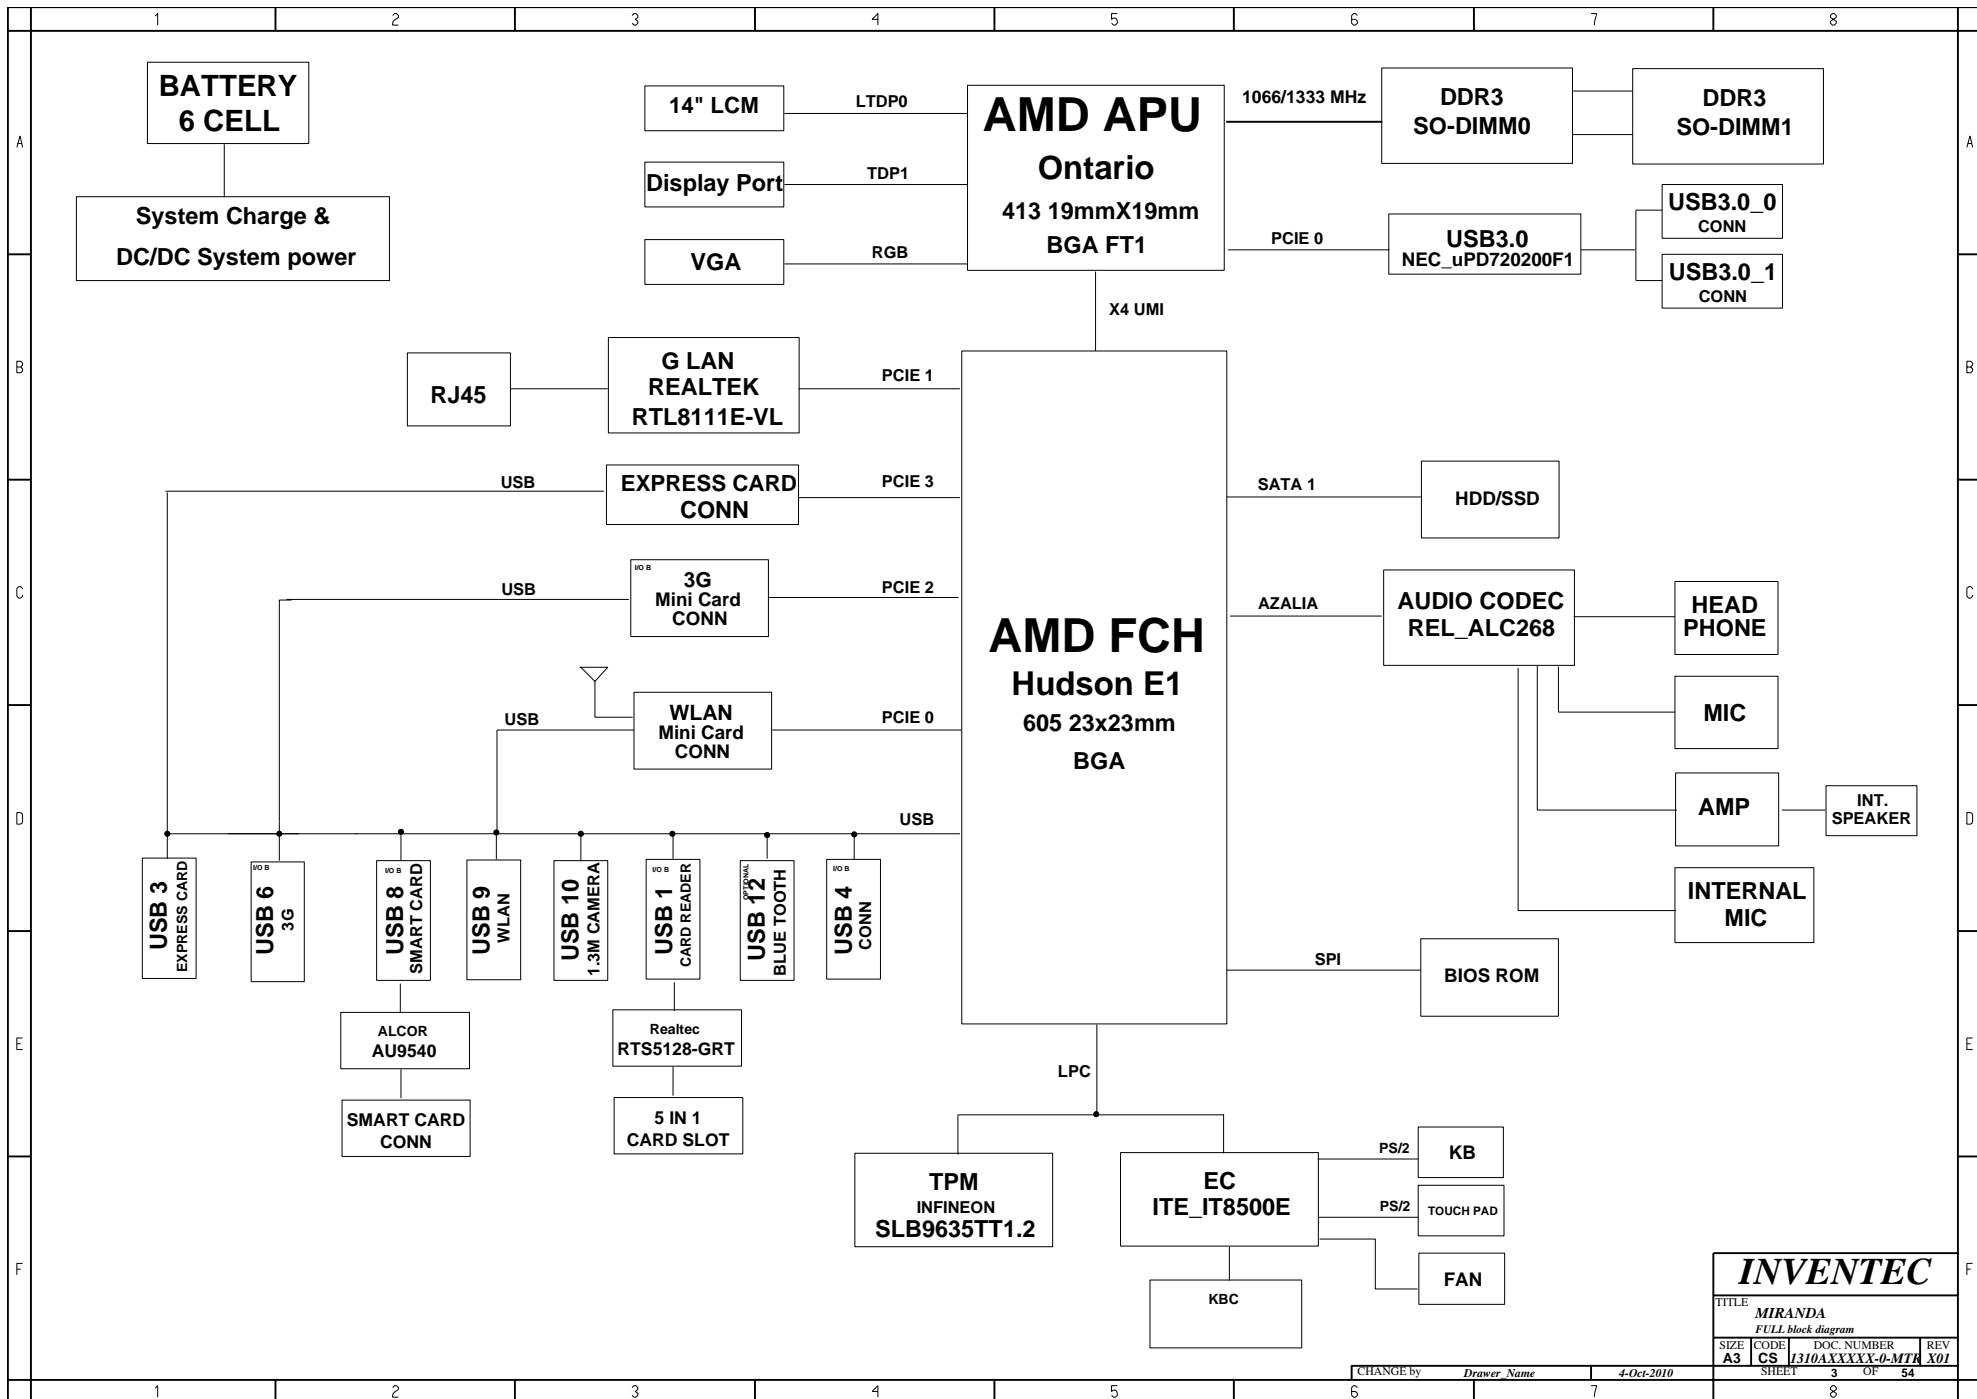 1 2 3 4 5 6 7 8
A A
B B
C C
D D
E E
F F
BATTERY
6 CELL
System Charge &
DC/DC System power
14" LCM
LTDP0
Display Port
TDP1
VGA
RGB
AMD APU
Ontario
413 19mmX19mm
BGA FT1
1066/1333 MHz
DDR3
SO-DIMM0
DDR3
SO-DIMM1
PCIE 0
USB3.0
NEC_uPD720200F1
USB3.0_0
CONN
USB3.0_1
CONN
X4 UMI
RJ45
G LAN
REALTEK
RTL8111E-VL
PCIE 1
USB
EXPRESS CARD
CONN
PCIE 3
USB
I/O B
3G
Mini Card
CONN
PCIE 2
USB
WLAN
Mini Card
CONN
PCIE 0
USB
AMD FCH
Hudson E1
605 23x23mm
BGA
SATA 1
HDD/SSD
AZALIA
AUDIO CODEC
REL_ALC268
HEAD
PHONE
MIC
AMP
INT.
SPEAKER
INTERNAL
MIC
SPI
BIOS ROM
USB 3
EXPRESS CARD
I/O B
USB 6
3G
I/O B
USB 8
SMART CARD
USB 9
WLAN
USB 10
1.3M CAMERA
I/O B
USB 1
CARD READER
OPTIONAL
USB 12
BLUE TOOTH
I/O B
USB 4
CONN
ALCOR
AU9540
SMART CARD
CONN
Realtec
RTS5128-GRT
5 IN 1
CARD SLOT
LPC
TPM
INFINEON
SLB9635TT1.2
EC
ITE_IT8500E
PS/2
KB
PS/2
TOUCH PAD
FAN
KBC
INVENTEC
TITLE
MIRANDA
FULL block diagram
SIZE CODE DOC. NUMBER REV
A3 CS 1310AXXXXX-0-MTR X01
CHANGE by Drawer_Name 4-Oct-2010 SHEET 3 OF 54
1 2 3 4 5 6 7 8